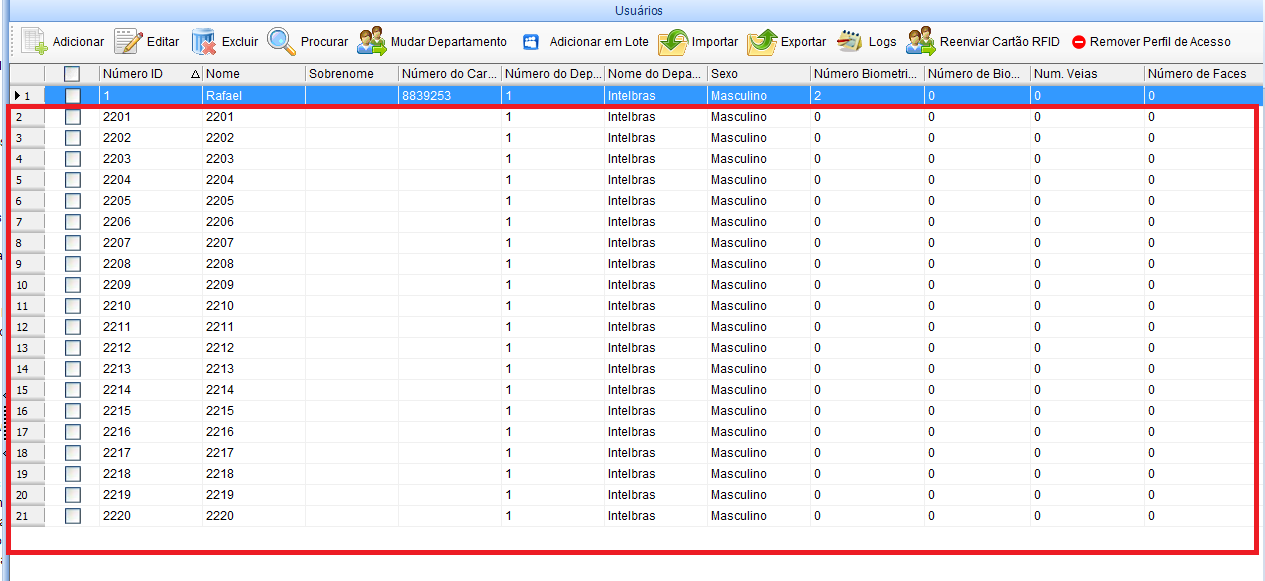 Usuários
Adicionar Editar Excluir Procurar Mudar Departamento Adicionar em Lote Importar Exportar Logs Reenviar Cartão RFID Remover Perfil de Acesso
Número ID Nome Sobrenome Número do Car... Número do Dep... Nome do Depa... Sexo Número Biometri... Número de Bio... Num. Veias Número de Faces
1 1 Rafael 8839253 1 Intelbras Masculino 2 0 0 0
2 2201 2201 1 Intelbras Masculino 0 0 0 0
3 2202 2202 1 Intelbras Masculino 0 0 0 0
4 2203 2203 1 Intelbras Masculino 0 0 0 0
5 2204 2204 1 Intelbras Masculino 0 0 0 0
6 2205 2205 1 Intelbras Masculino 0 0 0 0
7 2206 2206 1 Intelbras Masculino 0 0 0 0
8 2207 2207 1 Intelbras Masculino 0 0 0 0
9 2208 2208 1 Intelbras Masculino 0 0 0 0
10 2209 2209 1 Intelbras Masculino 0 0 0 0
11 2210 2210 1 Intelbras Masculino 0 0 0 0
12 2211 2211 1 Intelbras Masculino 0 0 0 0
13 2212 2212 1 Intelbras Masculino 0 0 0 0
14 2213 2213 1 Intelbras Masculino 0 0 0 0
15 2214 2214 1 Intelbras Masculino 0 0 0 0
16 2215 2215 1 Intelbras Masculino 0 0 0 0
17 2216 2216 1 Intelbras Masculino 0 0 0 0
18 2217 2217 1 Intelbras Masculino 0 0 0 0
19 2218 2218 1 Intelbras Masculino 0 0 0 0
20 2219 2219 1 Intelbras Masculino 0 0 0 0
21 2220 2220 1 Intelbras Masculino 0 0 0 0